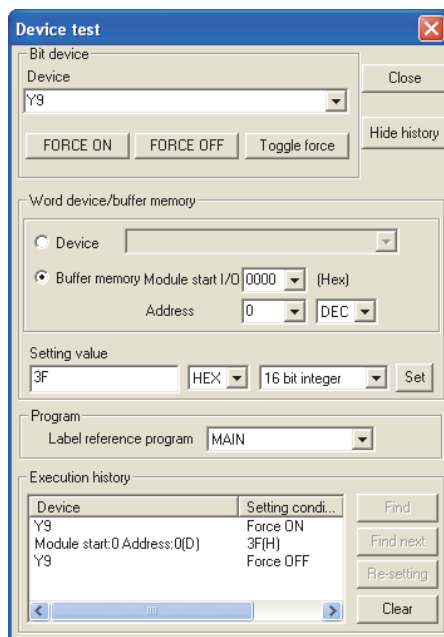 Device test
Bit device
Device
Close
Y9
FORCE ON FORCE OFF Toggle force Hide history
Word device/buffer memory
Device
Buffer memory Module start I/O 0000 (Hex)
Address 0 DEC
Setting value
3F HEX 16 bit integer Set
Program
Label reference program MAIN
Execution history
Device Setting condi... Find
Y9 Force ON
Module start:0 Address:0(D) 3F(H) Find next
Y9 Force OFF
Re-setting
Clear